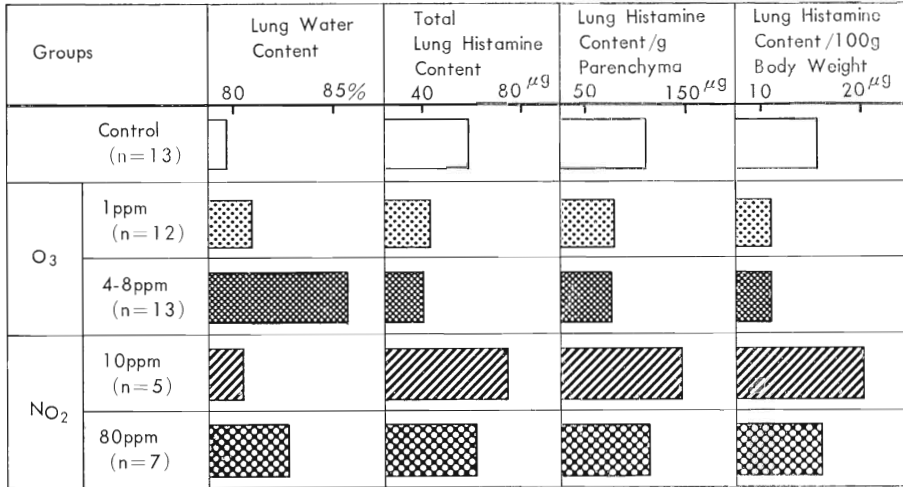 Groups
Lung Water
Content
80 85%
Total
Lung Histamine
Content
40 80 μg
Lung Histamine
Content/g
Parenchyma
50 150 μg
Lung Histamine
Content/100g
Body Weight
10 20 μg
Control
(n=13)
O3
1ppm
(n=12)
4-8ppm
(n=13)
NO2
10ppm
(n=5)
80ppm
(n=7)